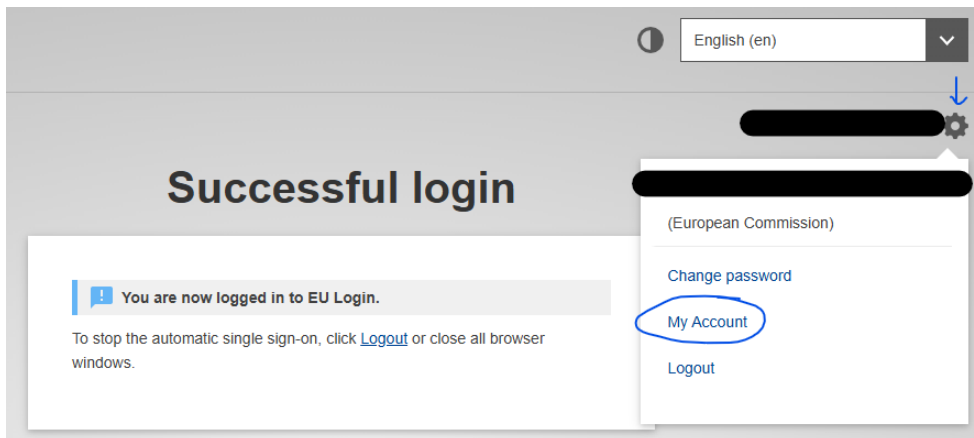 English (en)
Successful login
(European Commission)
You are now logged in to EU Login.
To stop the automatic single sign-on, click Logout or close all browser
windows.
Change password
My Account
Logout